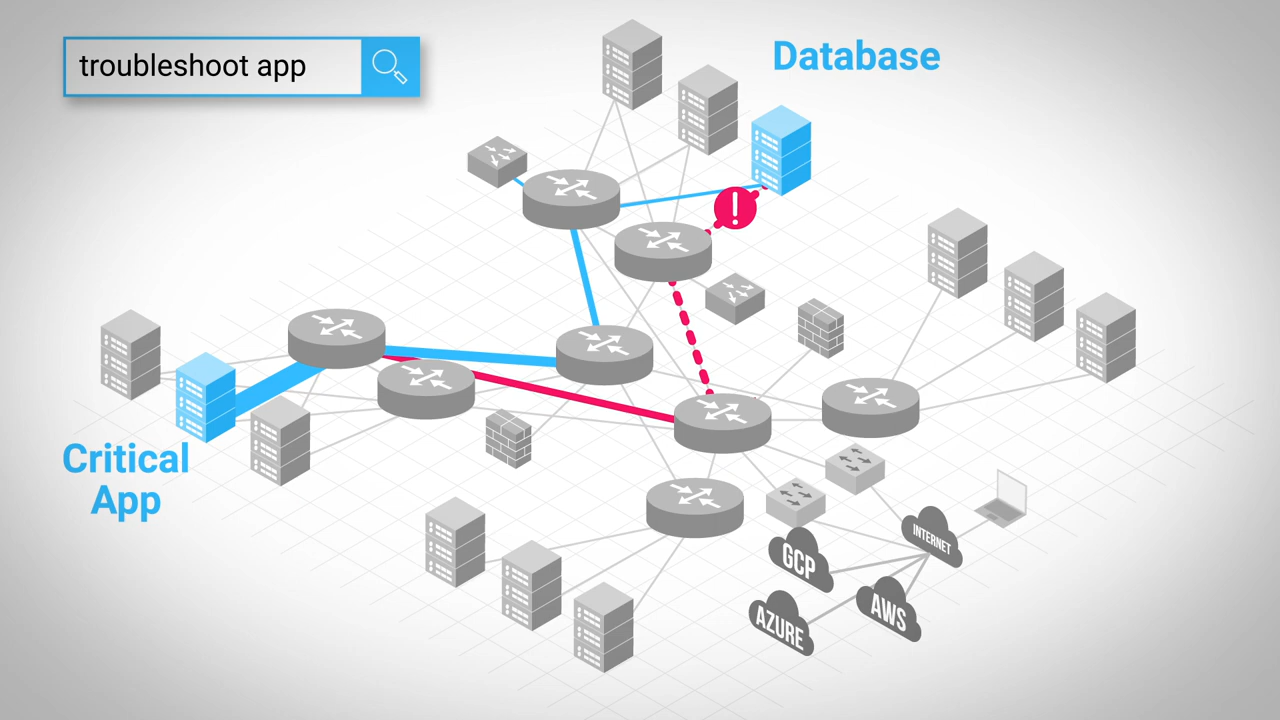 troubleshoot app
Database
Critical
App
INTERNET
GCP
AWS
AZURE